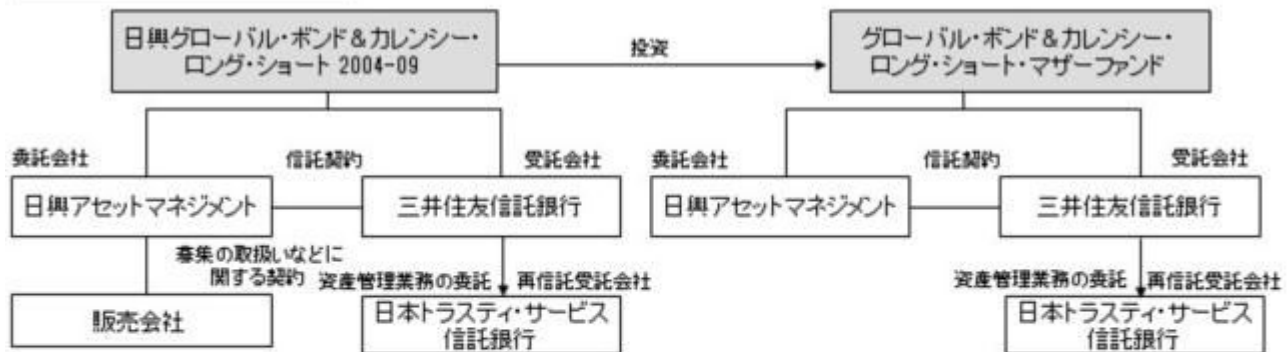 日興グローバル・ボンド＆カレンシー・
ロング・ショート 2004-09
投資
グローバル・ボンド＆カレンシー・
ロング・ショート・マザーファンド
委託会社
信託契約
受託会社
委託会社
信託契約
受託会社
日興アセットマネジメント
三井住友信託銀行
日興アセットマネジメント
三井住友信託銀行
募集の取扱いなどに
関する契約
資産管理業務の委託
再信託受託会社
資産管理業務の委託
再信託受託会社
販売会社
日本トラスティ・サービス
信託銀行
日本トラスティ・サービス
信託銀行